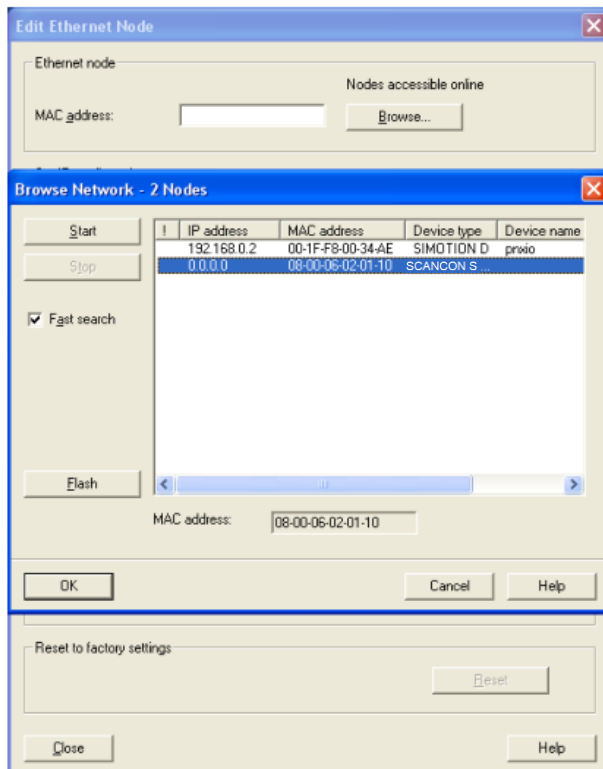 Edit Ethernet Node
Ethernet node
Nodes accessible online
MAC address:
Browse...
Browse Network - 2 Nodes
Start
Stop
Fast search
! IP address MAC address Device type Device name
192.168.0.2 00-1F-F8-00-34-AE SIMOTION D pnxio
0.0.0.0 08-00-06-02-01-10 SCANCON S ...
Flash
MAC address: 08-00-06-02-01-10
OK Cancel Help
Reset to factory settings
Reset
Close Help